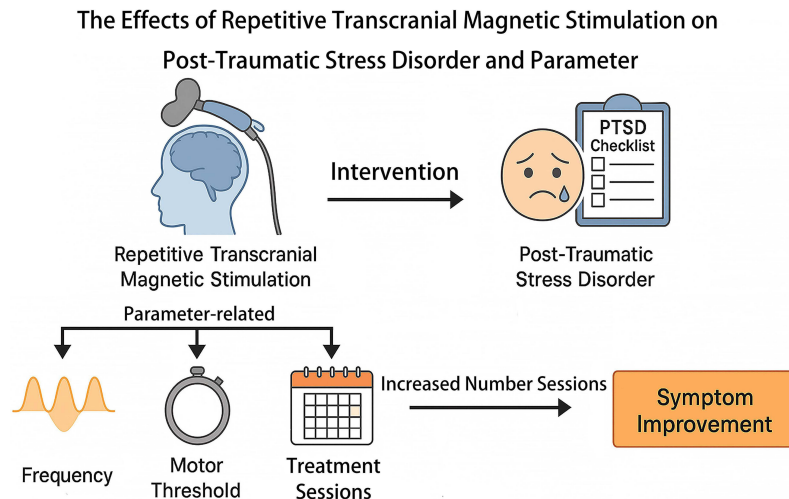 The Effects of Repetitive Transcranial Magnetic Stimulation on
Post-Traumatic Stress Disorder and Parameter
PTSD
Checklist
Intervention
Repetitive Transcranial
Magnetic Stimulation
Post-Traumatic
Stress Disorder
Parameter-related
Increased Number Sessions
Symptom
Improvement
Frequency
Motor
Threshold
Treatment
Sessions